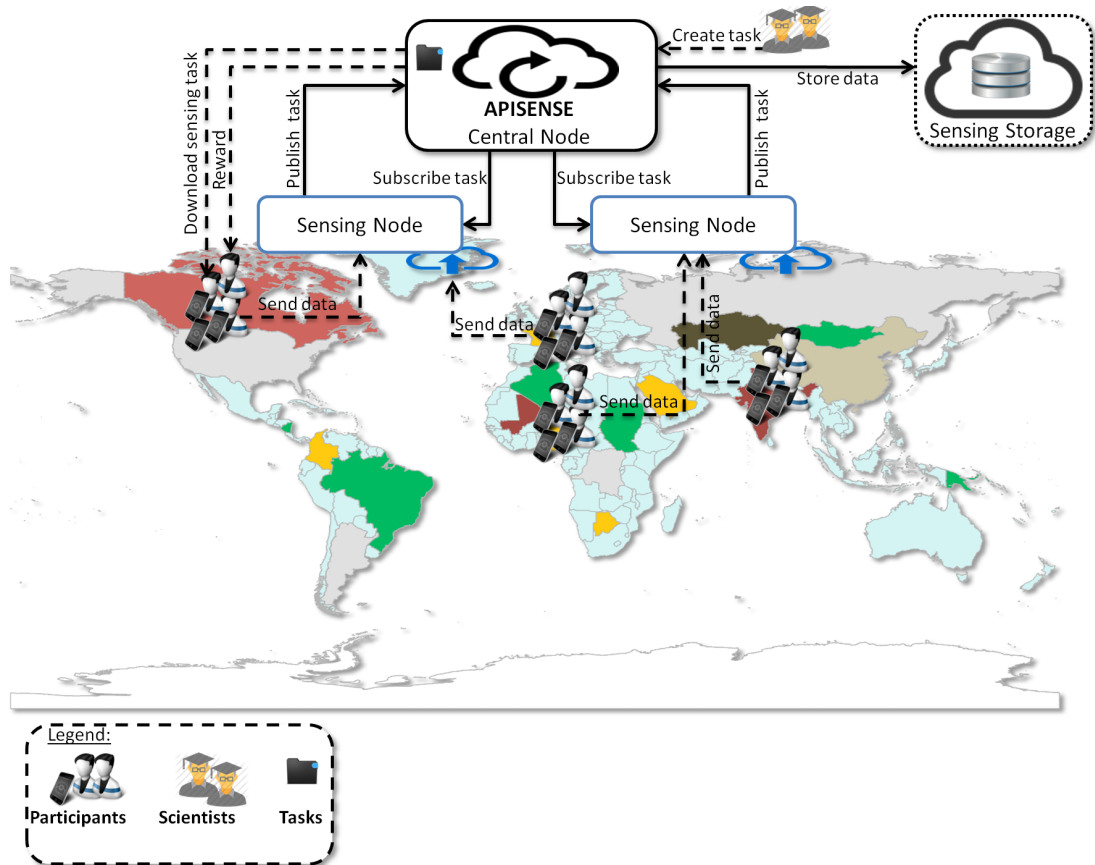 Create task
Store data
APISENSE
Central Node
Sensing Storage
Download sensing task
Reward
Publish task
Subscribe task
Subscribe task
Publish task
Sensing Node
Sensing Node
Send data
Send data
Send data
Send data
Legend:
Participants
Scientists
Tasks